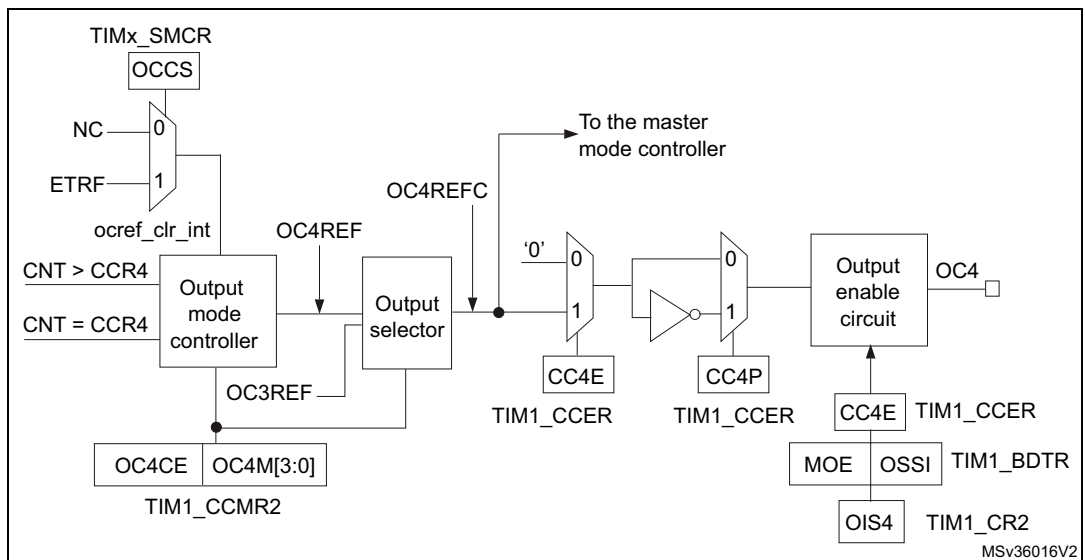 TIMx_SMCR
OCCS
NC
0
ETRF
1
ocref_clr_int
To the master
mode controller
OC4REFC
OC4REF
CNT > CCR4
CNT = CCR4
Output
mode
controller
Output
selector
OC3REF
'0'
0
1
0
1
Output
enable
circuit
OC4
CC4E
TIM1_CCER
CC4P
TIM1_CCER
CC4E
TIM1_CCER
MOE
OSSI
TIM1_BDTR
OIS4
TIM1_CR2
OC4CE
OC4M[3:0]
TIM1_CCMR2
MSv36016V2